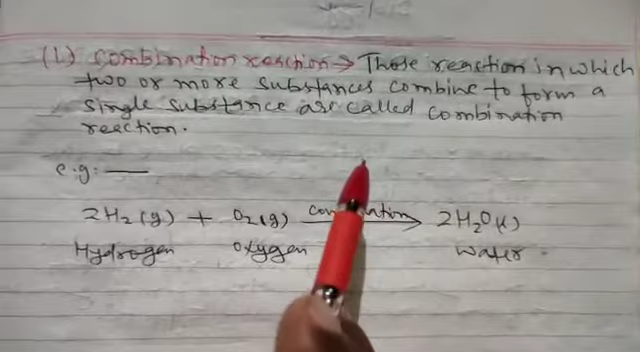 (1) Combination reaction → Those reaction in which
two or more substances combine to form a
single substance are called combination
reaction.
e.g:—
2H2(g) + O2(g) → 2H2O(l)
Hydrogen Oxygen Water.